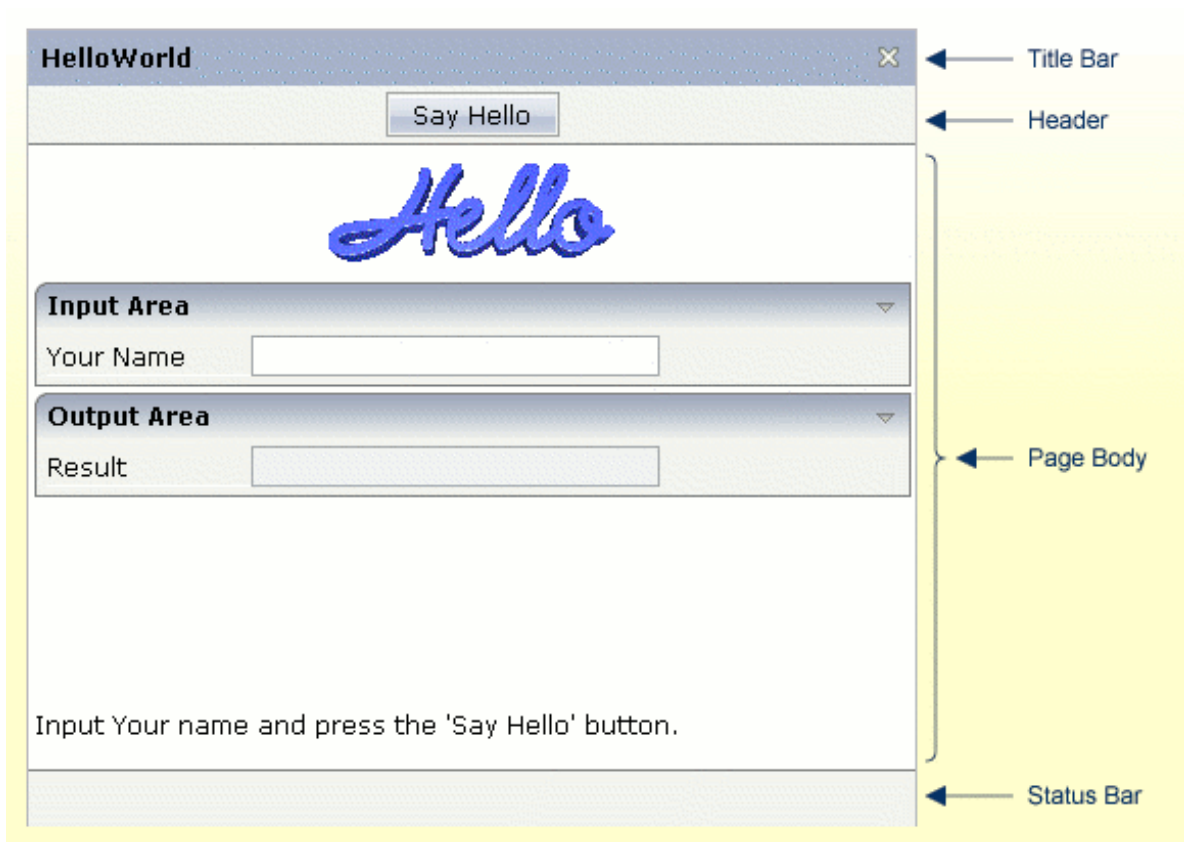 HelloWorld
Title Bar
Say Hello
Header
Hello
Input Area
Your Name
Output Area
Result
Page Body
Input Your name and press the 'Say Hello' button.
Status Bar